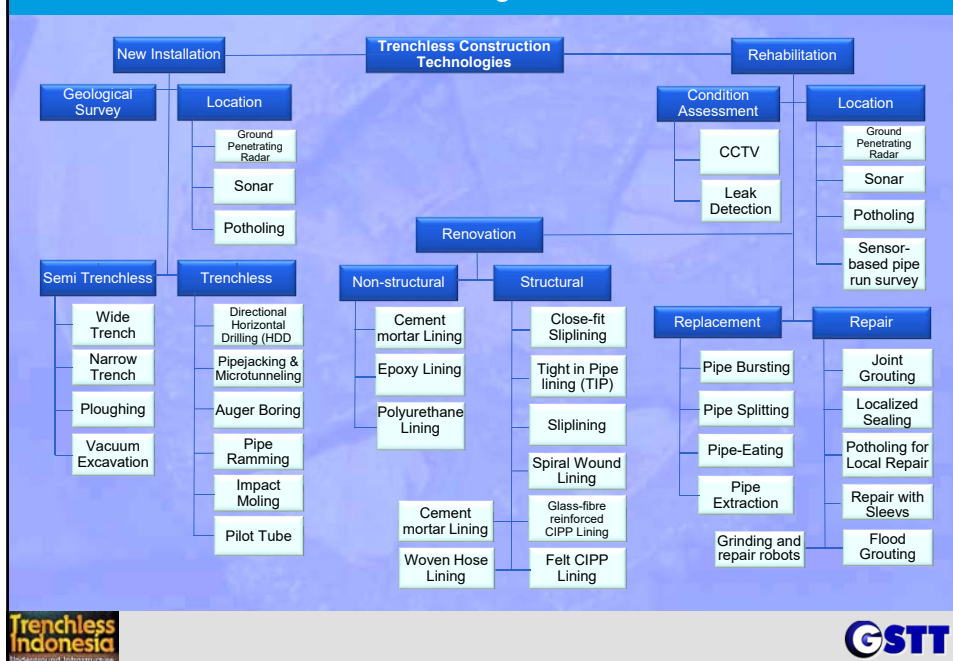 Trenchless Construction
Technologies
New Installation
Geological
Survey
Location
Ground
Penetrating
Radar
Sonar
Potholing
Semi Trenchless
Wide
Trench
Narrow
Trench
Ploughing
Vacuum
Excavation
Trenchless
Directional
Horizontal
Drilling (HDD
Pipejacking &
Microtunneling
Auger Boring
Pipe
Ramming
Impact
Moling
Pilot Tube
Renovation
Non-structural
Cement
mortar Lining
Epoxy Lining
Polyurethane
Lining
Structural
Close-fit
Sliplining
Tight in Pipe
lining (TIP)
Sliplining
Spiral Wound
Lining
Cement
mortar Lining
Glass-fibre
reinforced
CIPP Lining
Woven Hose
Lining
Felt CIPP
Lining
Rehabilitation
Condition
Assessment
CCTV
Leak
Detection
Location
Ground
Penetrating
Radar
Sonar
Potholing
Sensor-
based pipe
run survey
Replacement
Pipe Bursting
Pipe Splitting
Pipe-Eating
Pipe
Extraction
Repair
Joint
Grouting
Localized
Sealing
Potholing for
Local Repair
Repair with
Sleevs
Grinding and
repair robots
Flood
Grouting
Trenchless
Indonesia
GSTT